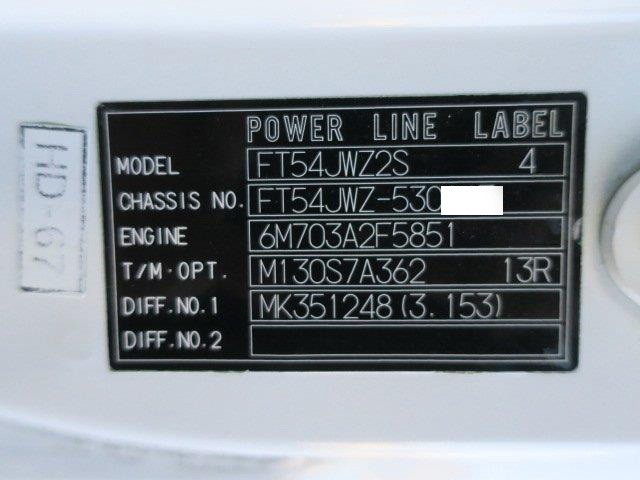 POWER LINE LABEL
MODEL FT54JWZ2S 4
CHASSIS NO. FT54JWZ-530
ENGINE 6M703A2F5851
T/M·OPT. M130S7A362 13R
DIFF.NO.1 MK351248(3.153)
DIFF.NO.2
HD-67